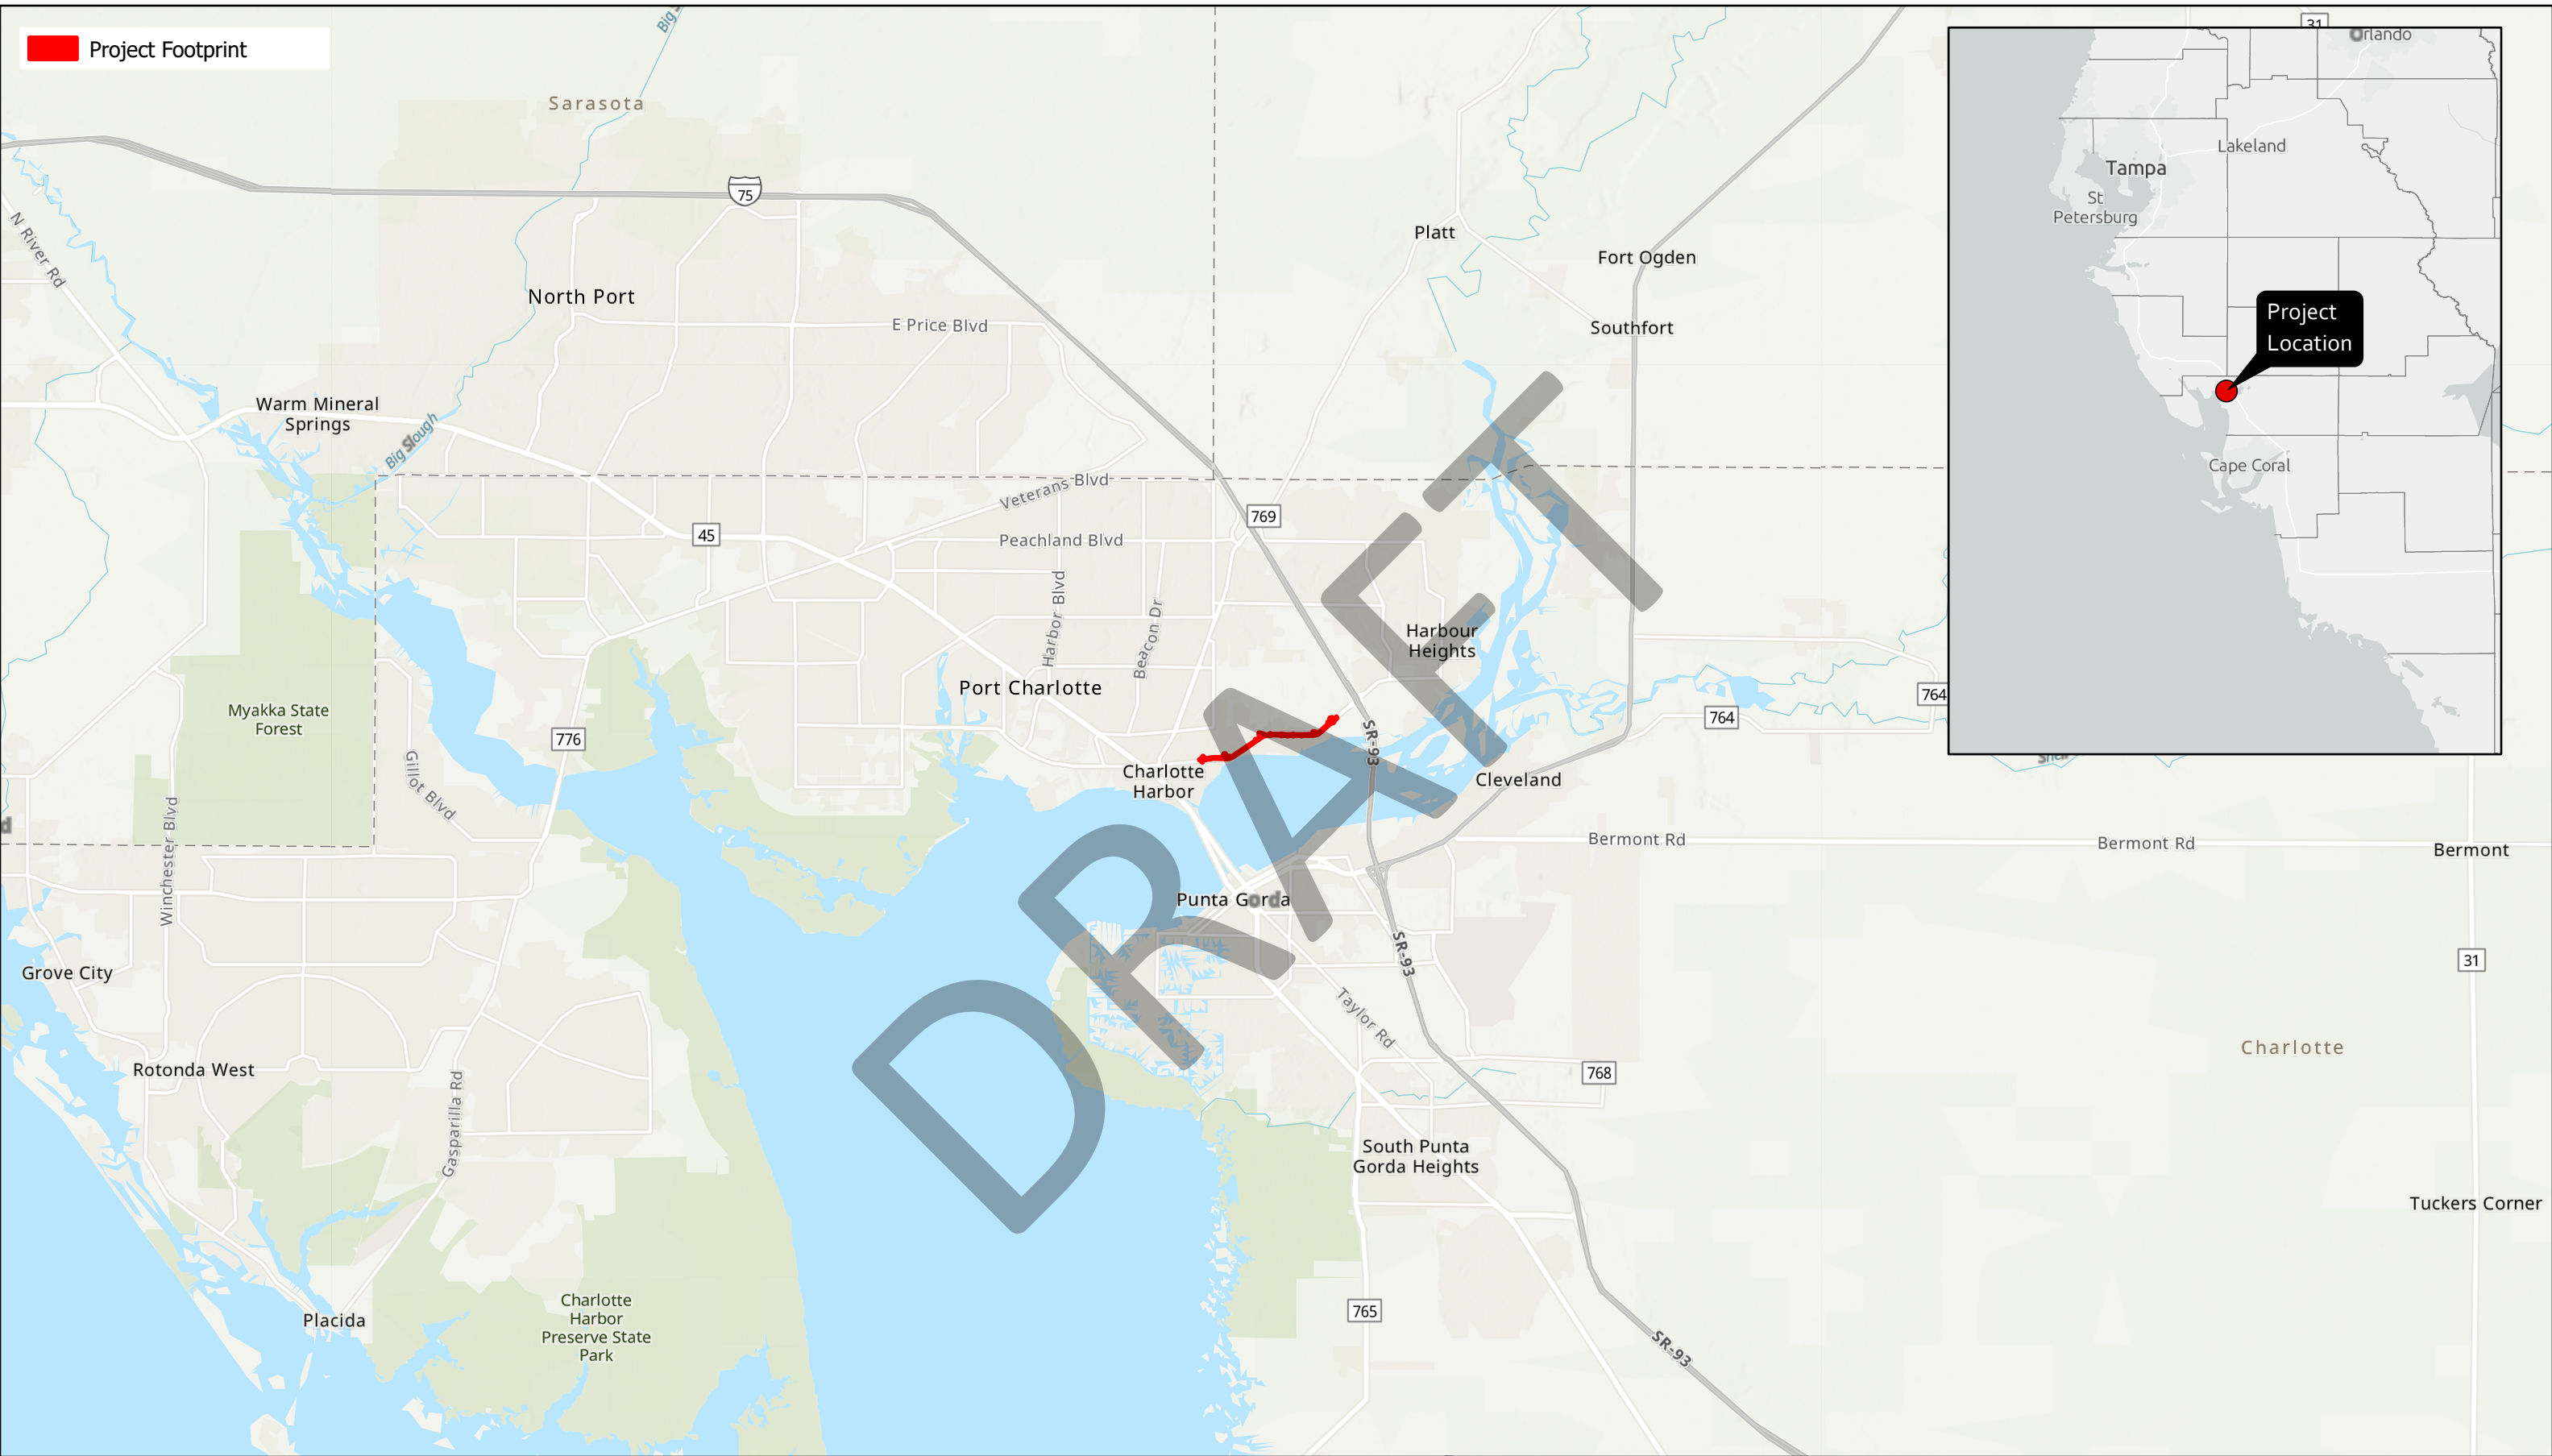 Project Footprint
Big S
31
Orlando
Sarasota
Lakeland
Tampa
St
Petersburg
75
N River Rd
Platt
Fort Ogden
North Port
Project
Location
E Price Blvd
Southfort
Warm Mineral
Springs
Big Slough
Cape Coral
Veterans Blvd
769
45
Peachland Blvd
Harbor Blvd
Beacon Dr
Harbour
Heights
Port Charlotte
764
764
Myakka State
Forest
776
SR-93
Gillot Blvd
Charlotte
Harbor
Cleveland
Winchester Blvd
Bermont Rd
Bermont Rd
Bermont
Punta Gorda
DRAFT
SR-93
Grove City
31
Taylor Rd
Charlotte
Rotonda West
768
Gasparilla Rd
South Punta
Gorda Heights
Tuckers Corner
Charlotte
Harbor
Preserve State
Park
Placida
765
SR-93